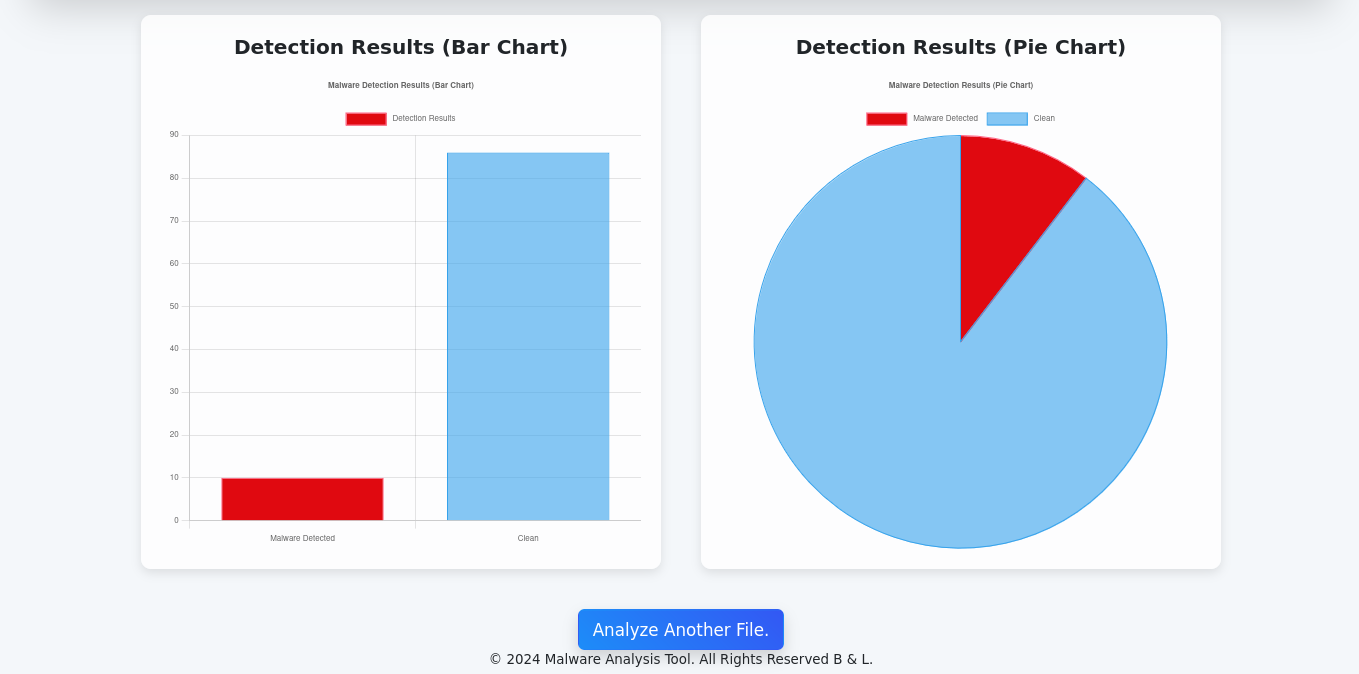 Detection Results (Bar Chart)
Malware Detection Results (Bar Chart)
Detection Results
90
80
70
60
50
40
30
20
10
0
Malware Detected
Clean
Detection Results (Pie Chart)
Malware Detection Results (Pie Chart)
Malware Detected
Clean
Analyze Another File.
© 2024 Malware Analysis Tool. All Rights Reserved B & L.